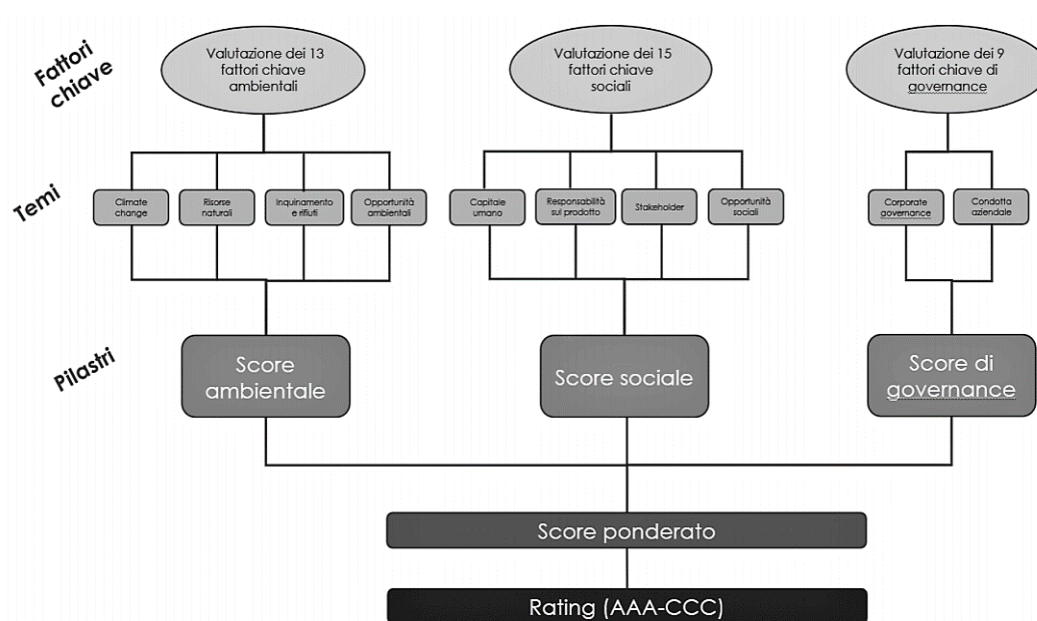 Fattori
chiave
Valutazione dei 13
fattori chiave
ambientali
Valutazione dei 15
fattori chiave
sociali
Valutazione dei 9
fattori chiave di
governance
Temi
Climate
change
Risorse
naturali
Inquinamento
e rifiuti
Opportunità
ambientali
Capitale
umano
Responsabilità
sul prodotto
Stakeholder
Opportunità
sociali
Corporate
governance
Condotta
aziendale
Pilastri
Score
ambientale
Score sociale
Score di
governance
Score ponderato
Rating (AAA-CCC)